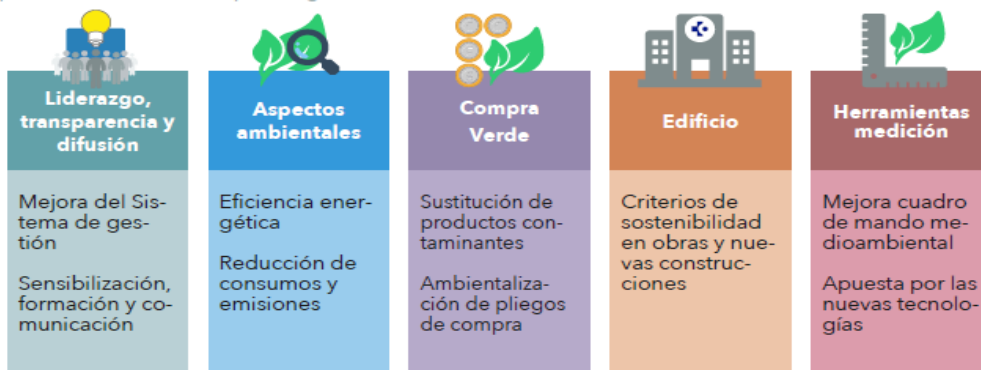 Liderazgo,
transparencia y
difusión
Mejora del Sis-
tema de ges-
tión
Sensibilización,
formación y co-
municación
Aspectos
ambientales
Eficiencia ener-
gética
Reducción de
consumos y
emisiones
Compra
Verde
Sustitución de
productos con-
taminantes
Ambientaliza-
ción de pliegos
de compra
Edificio
Criterios de
sostenibilidad
en obras y nue-
vas construc-
ciones
Herramientas
medición
Mejora cuadro
de mando me-
dioambiental
Apuesta por las
nuevas tecnolo-
gías